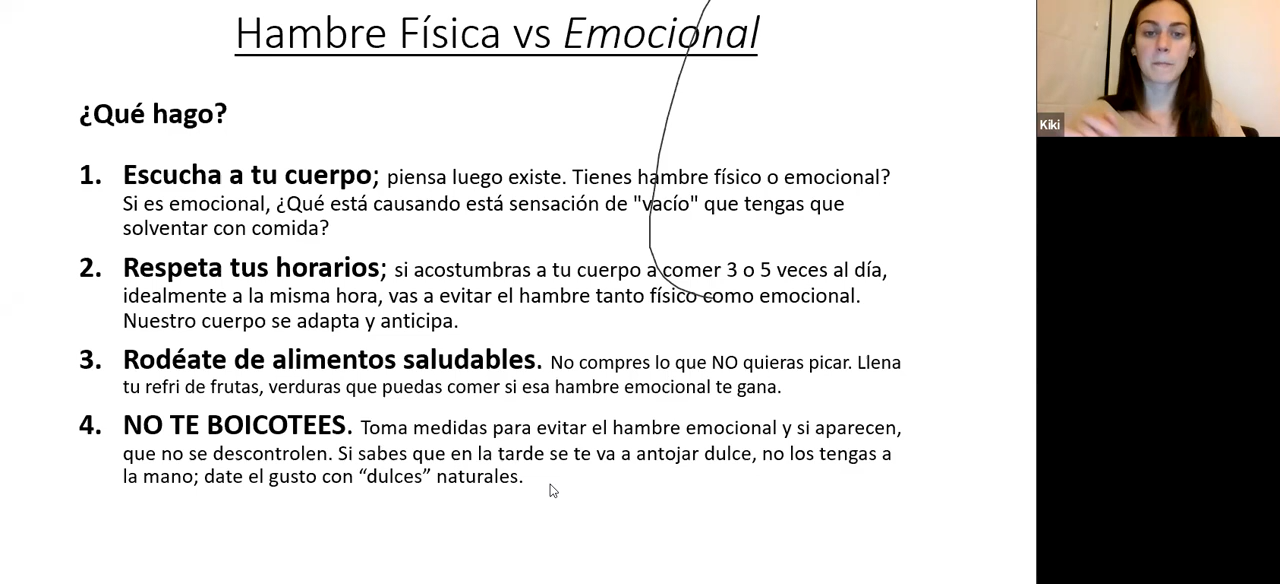 Hambre Física vs Emocional
¿Qué hago?
1. Escucha a tu cuerpo; piensa luego existe. Tienes hambre físico o emocional?
Si es emocional, ¿Qué está causando está sensación de "vacío" que tengas que
solventar con comida?
2. Respeta tus horarios; si acostumbras a tu cuerpo a comer 3 o 5 veces al día,
idealmente a la misma hora, vas a evitar el hambre tanto físico como emocional.
Nuestro cuerpo se adapta y anticipa.
3. Rodéate de alimentos saludables. No compres lo que NO quieras picar. Llena
tu refri de frutas, verduras que puedas comer si esa hambre emocional te gana.
4. NO TE BOICOTEES. Toma medidas para evitar el hambre emocional y si aparecen,
que no se descontrolen. Si sabes que en la tarde se te va a antojar dulce, no los tengas a
la mano; date el gusto con “dulces” naturales.
Kiki